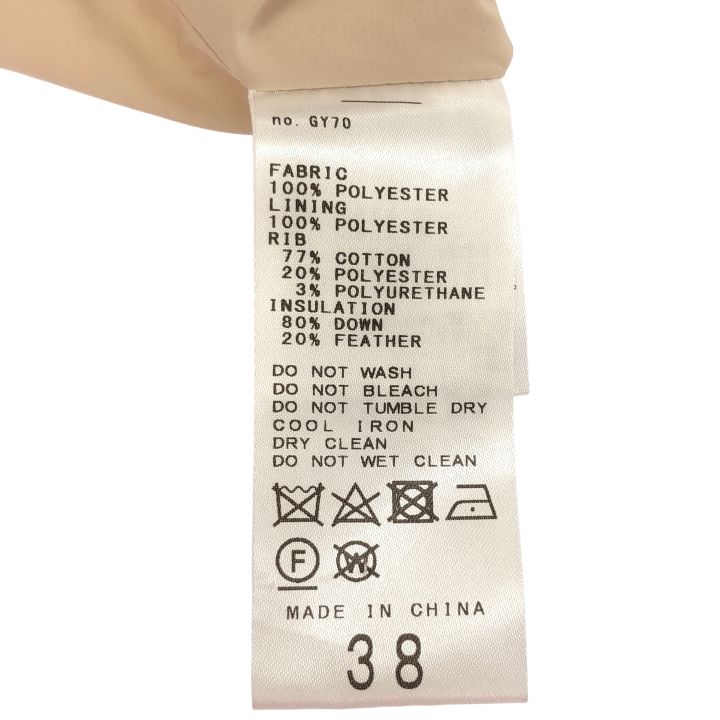 no. GY70
FABRIC
100% POLYESTER
LINING
100% POLYESTER
RIB
77% COTTON
20% POLYESTER
3% POLYURETHANE
INSULATION
80% DOWN
20% FEATHER
DO NOT WASH
DO NOT BLEACH
DO NOT TUMBLE DRY
COOL IRON
DRY CLEAN
DO NOT WET CLEAN
F W
MADE IN CHINA
38